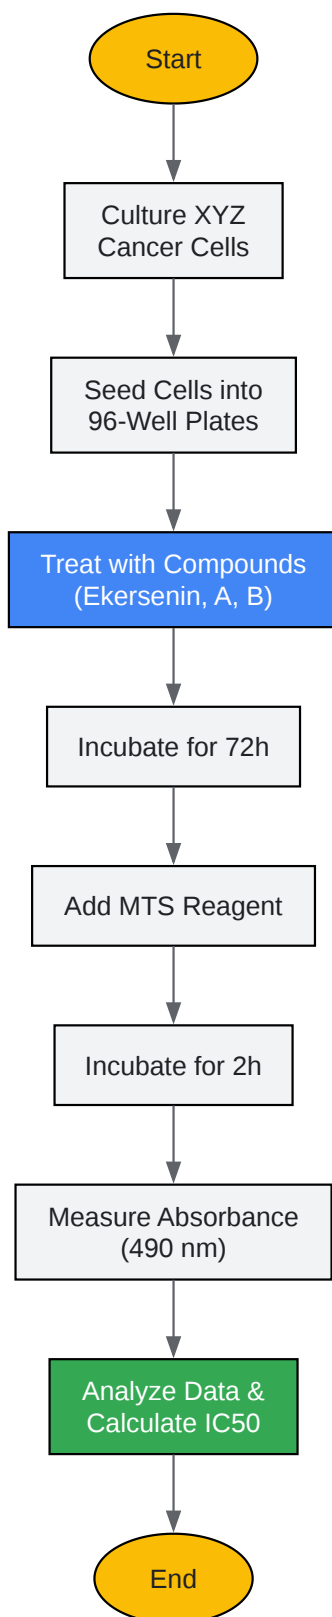 Start
Culture XYZ
Cancer Cells
Seed Cells into
96-Well Plates
Treat with Compounds
(Ekersenin, A, B)
Incubate for 72h
Add MTS Reagent
Incubate for 2h
Measure Absorbance
(490 nm)
Analyze Data &
Calculate IC50
End